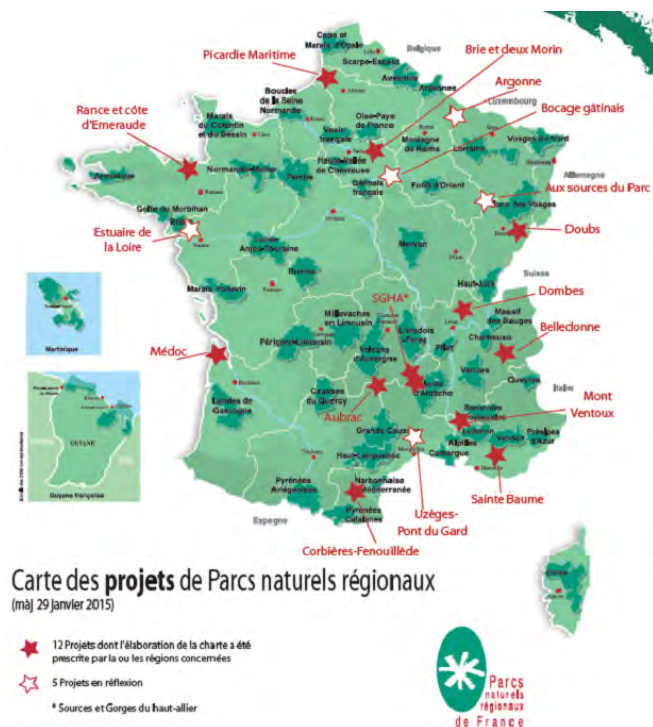 Caps et
Marais d'Opale
Belgique
Lille
Scarpe-Escaut
Picardie Maritime
Brie et deux Morin
Avesnois
Ardennes
Argonne
Luxembourg
Boucles
de la Seine
Normande
Rance et côte
d'Emeraude
Marais
du Cotentin
et du Bessin
Oise-Pays
de France
Bocage gâtinais
Vexin
français
Montagne
de Reims
Lorraine
Vosges du Nord
Haute-Vallée
de Chevreuse
Armorique
Normandie-Maine
Perche
Gâtinais
français
Forêt d'Orient
Allemagne
Aux sources du Parc
Ballons des Vosges
Golfe du Morbihan
Brière
Doubs
Estuaire de
la Loire
Loire
Anjou-Touraine
Morvan
Suisse
Brenne
Haut-Jura
Marais poitevin
SGHA*
Dombes
Massif
des Bauges
Millevaches
en Limousin
Livradois
-Forez
Chartreuse
Belledonne
Martinique
Médoc
Périgord-Limousin
Volcans
d'Auvergne
Pilat
Vercors
Monts
d'Ardèche
Queyras
Italie
Landes de
Gascogne
Causses
du Quercy
Aubrac
Baronnies
Mont
Ventoux
GUYANE
Grands Causses
Luberon
Verdon
Préalpes
d'Azur
Alpilles
Camargue
Haut-Languedoc
Guyane française
Pyrénées
Ariégeoises
Narbonnaise
Méditerranée
Sainte Baume
Uzèges-
Pont du Gard
Espagne
Pyrénées
Catalanes
Corbières-Fenouillède
Corse
Carte des projets de Parcs naturels régionaux
(màj 29 janvier 2015)
12 Projets dont l'élaboration de la charte a été
prescrite par la ou les régions concernées
5 Projets en réflexion
* Sources et Gorges du haut-allier
Parcs
naturels
régionaux
de France